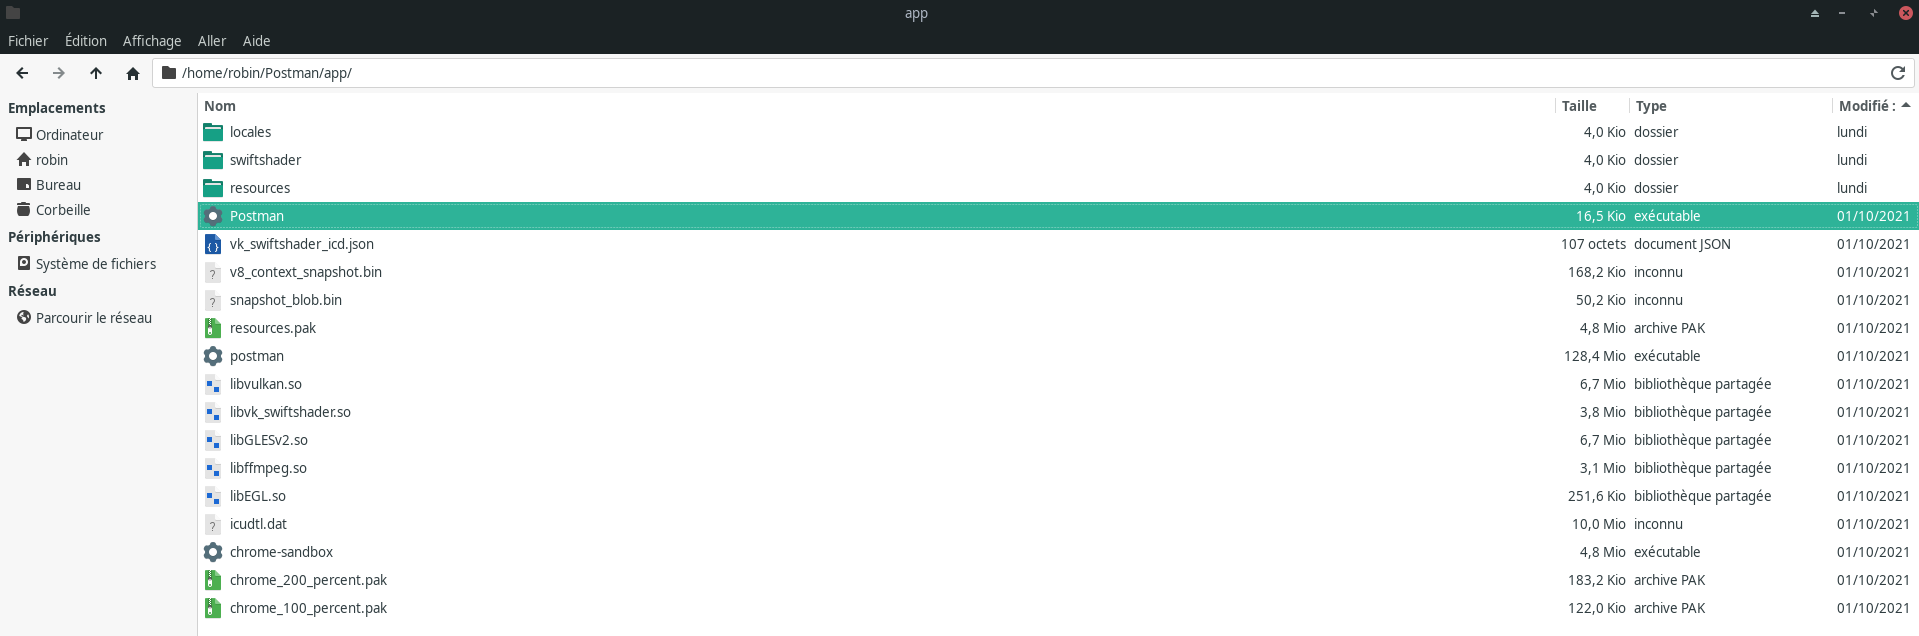 app
Fichier Édition Affichage Aller Aide
/home/robin/Postman/app/
Emplacements
Ordinateur
robin
Bureau
Corbeille
Périphériques
Système de fichiers
Réseau
Parcourir le réseau
Nom Taille Type Modifié :
locales 4,0 Kio dossier lundi
swiftshader 4,0 Kio dossier lundi
resources 4,0 Kio dossier lundi
Postman 16,5 Kio exécutable 01/10/2021
vk_swiftshader_icd.json 107 octets document JSON 01/10/2021
v8_context_snapshot.bin 168,2 Kio inconnu 01/10/2021
snapshot_blob.bin 50,2 Kio inconnu 01/10/2021
resources.pak 4,8 Mio archive PAK 01/10/2021
postman 128,4 Mio exécutable 01/10/2021
libvulkan.so 6,7 Mio bibliothèque partagée 01/10/2021
libvk_swiftshader.so 3,8 Mio bibliothèque partagée 01/10/2021
libGLESv2.so 6,7 Mio bibliothèque partagée 01/10/2021
libffmpeg.so 3,1 Mio bibliothèque partagée 01/10/2021
libEGL.so 251,6 Kio bibliothèque partagée 01/10/2021
icudtl.dat 10,0 Mio inconnu 01/10/2021
chrome-sandbox 4,8 Mio exécutable 01/10/2021
chrome_200_percent.pak 183,2 Kio archive PAK 01/10/2021
chrome_100_percent.pak 122,0 Kio archive PAK 01/10/2021